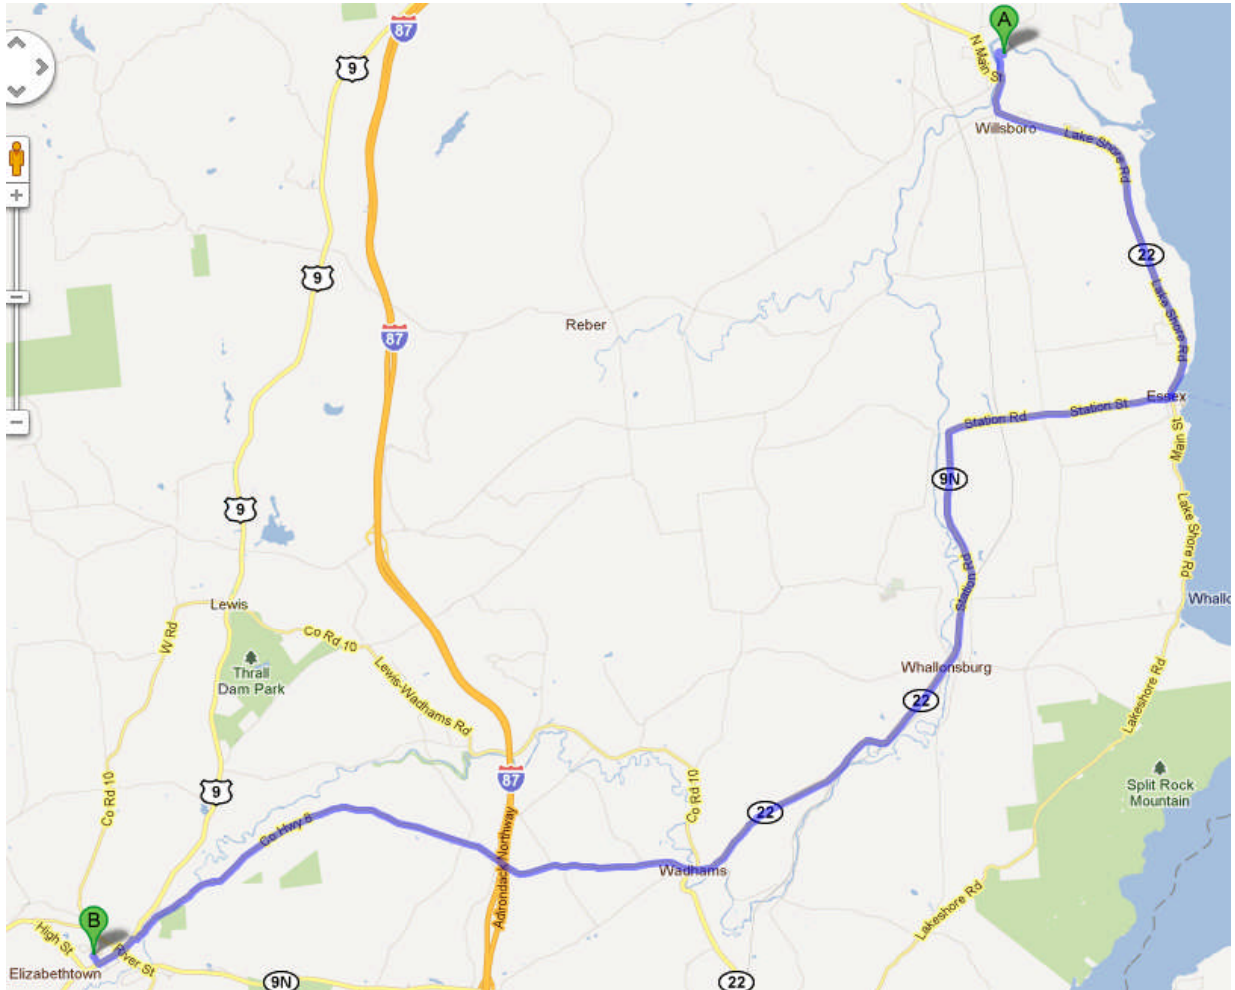 87
A
9
N Main St
Willsboro
Lake Shore Rd
22
9
Lake Shore Rd
Reber
87
Essex
Station St
Station Rd
Main St
9N
9
Lake Shore Rd
Station Rd
Whallo
Lewis
Co Rd 10
W Rd
Thrall
Dam Park
Lewis-Wadhams Rd
Whallonsburg
22
Lakeshore Rd
87
9
Co Rd 10
Co Rd 10
Split Rock
Mountain
22
Co Hwy 8
Adirondack Northway
Wadhams
Lakeshore Rd
B
High St
River St
Elizabethtown
9N
22